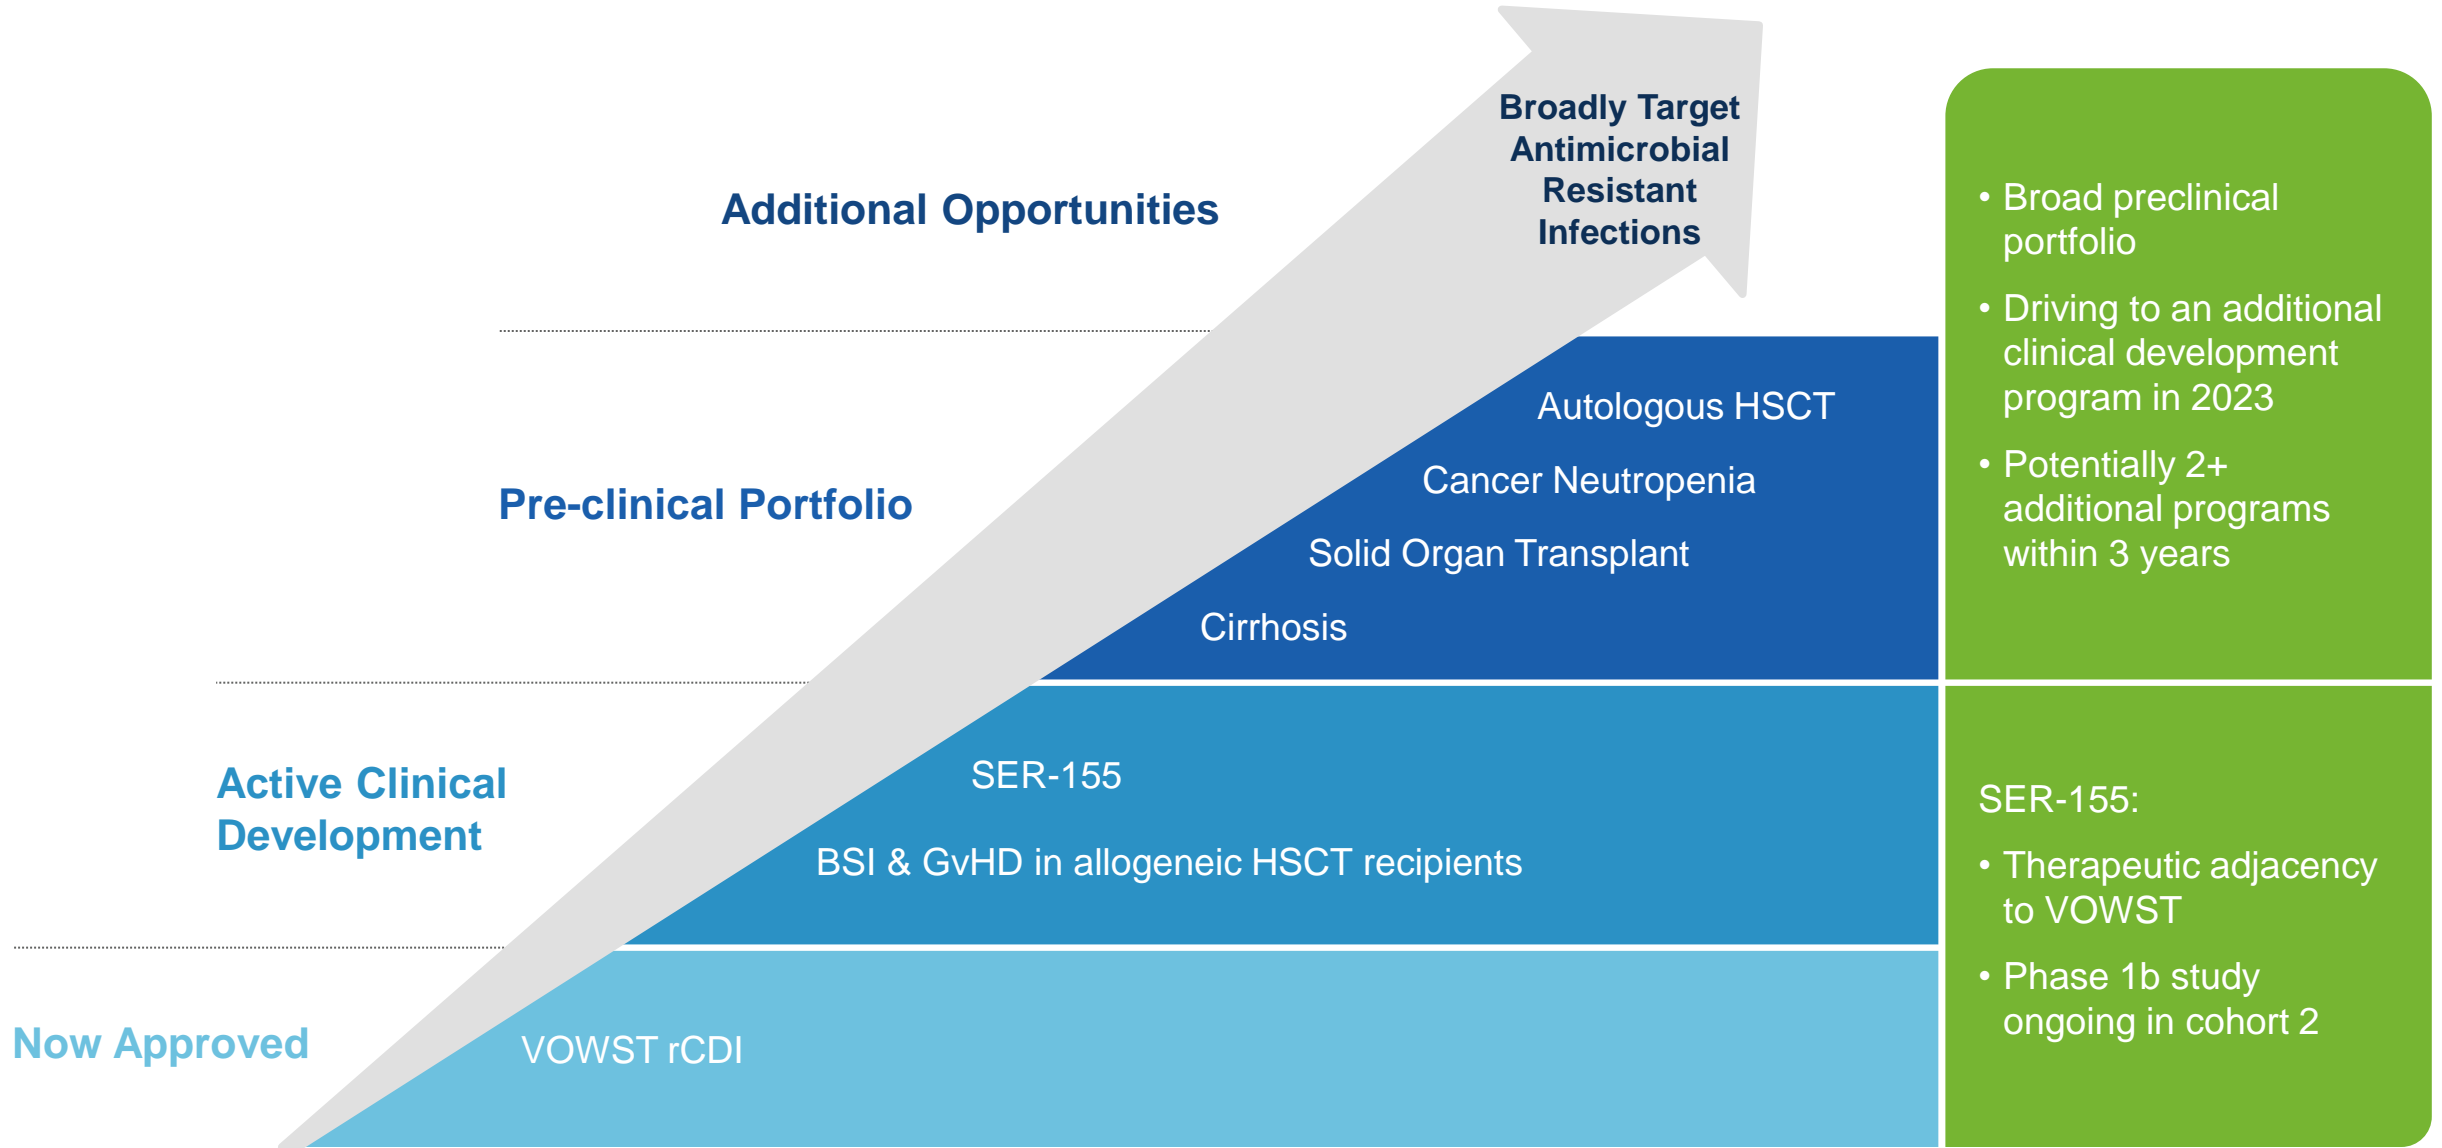 Broadly Target
Antimicrobial
Resistant
Infections
Additional Opportunities
Pre-clinical Portfolio
Autologous HSCT
Cancer Neutropenia
Solid Organ Transplant
Cirrhosis
• Broad preclinical
portfolio
• Driving to an additional
clinical development
program in 2023
• Potentially 2+
additional programs
within 3 years
Active Clinical
Development
SER-155
BSI & GvHD in allogeneic HSCT recipients
SER-155:
• Therapeutic adjacency
to VOWST
• Phase 1b study
ongoing in cohort 2
Now Approved
VOWST rCDI